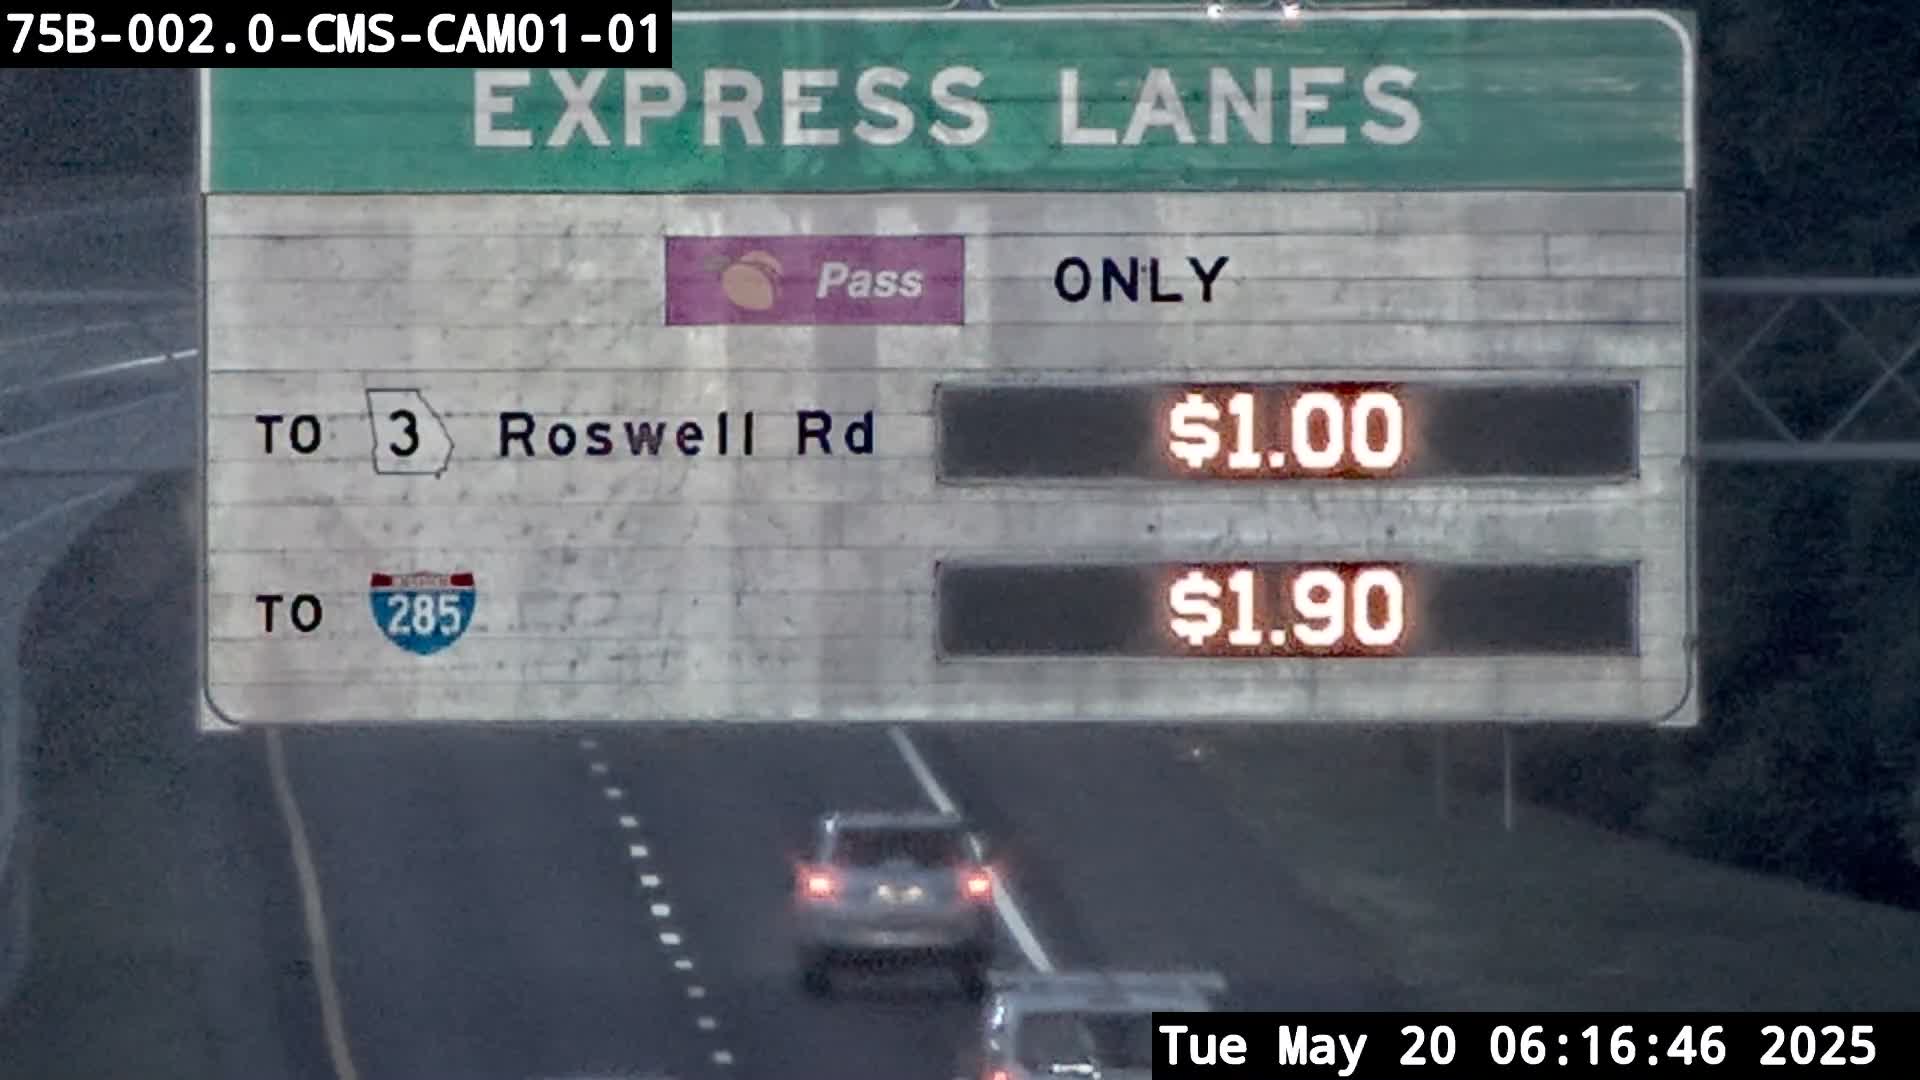 75B-002.0-CMS-CAM01-01
EXPRESS LANES
Pass ONLY
TO 3 Roswell Rd $1.00
TO 285 $1.90
Tue May 20 06:16:46 2025